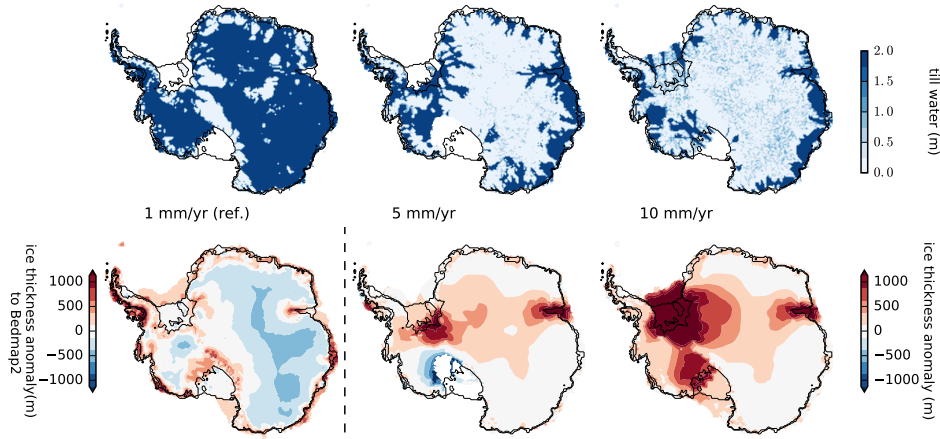 2.0
1.5
1.0
0.5
0.0
till water (m)
1 mm/yr (ref.)
5 mm/yr
10 mm/yr
ice thickness anomaly(m)
to Bedmap2
1000
500
0
−500
−1000
1000
500
0
−500
−1000
ice thickness anomaly (m)